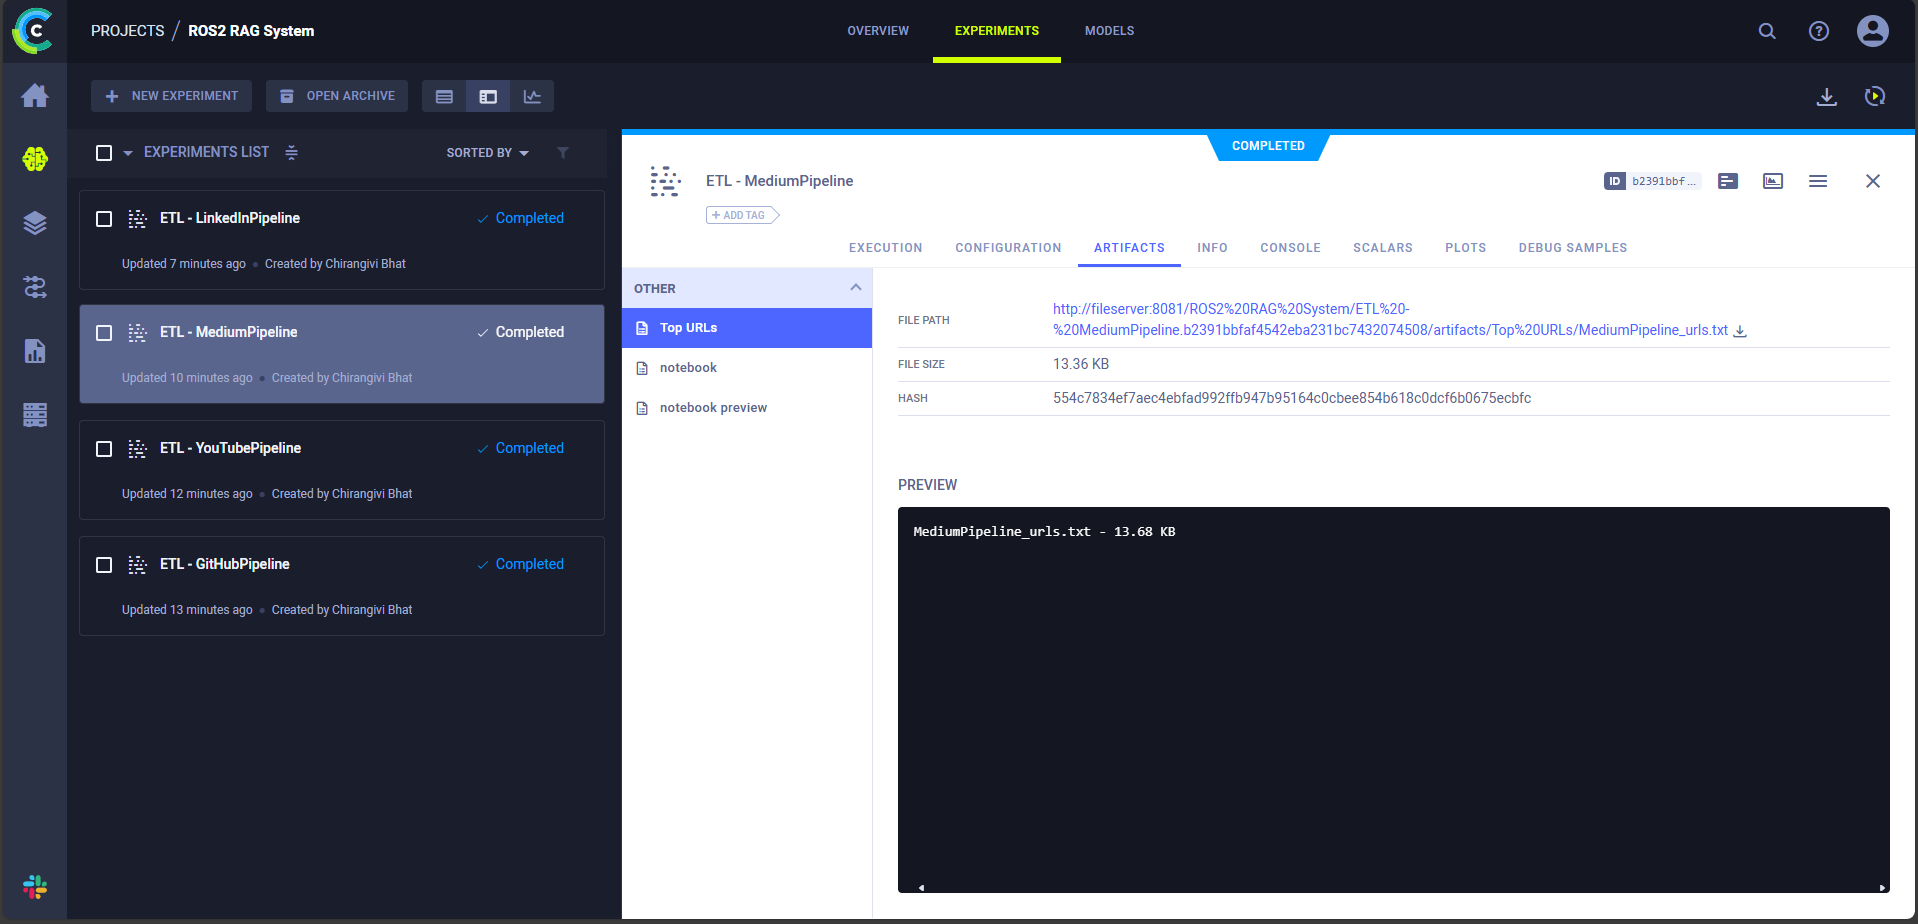 PROJECTS / ROS2 RAG System
OVERVIEW
EXPERIMENTS
MODELS
NEW EXPERIMENT
OPEN ARCHIVE
EXPERIMENTS LIST
SORTED BY
ETL - LinkedInPipeline
Completed
Updated 7 minutes ago • Created by Chirangivi Bhat
ETL - MediumPipeline
Completed
Updated 10 minutes ago • Created by Chirangivi Bhat
ETL - YouTubePipeline
Completed
Updated 12 minutes ago • Created by Chirangivi Bhat
ETL - GitHubPipeline
Completed
Updated 13 minutes ago • Created by Chirangivi Bhat
COMPLETED
ETL - MediumPipeline
ID b2391bbf...
+ ADD TAG
EXECUTION
CONFIGURATION
ARTIFACTS
INFO
CONSOLE
SCALARS
PLOTS
DEBUG SAMPLES
OTHER
Top URLs
notebook
notebook preview
FILE PATH
http://fileserver:8081/ROS2%20RAG%20System/ETL%20-
%20MediumPipeline.b2391bbfaf4542eba231bc7432074508/artifacts/Top%20URLs/MediumPipeline_urls.txt
FILE SIZE
13.36 KB
HASH
554c7834ef7aec4ebfad992ffb947b95164c0cbee854b618c0dcf6b0675ecbfc
PREVIEW
MediumPipeline_urls.txt - 13.68 KB